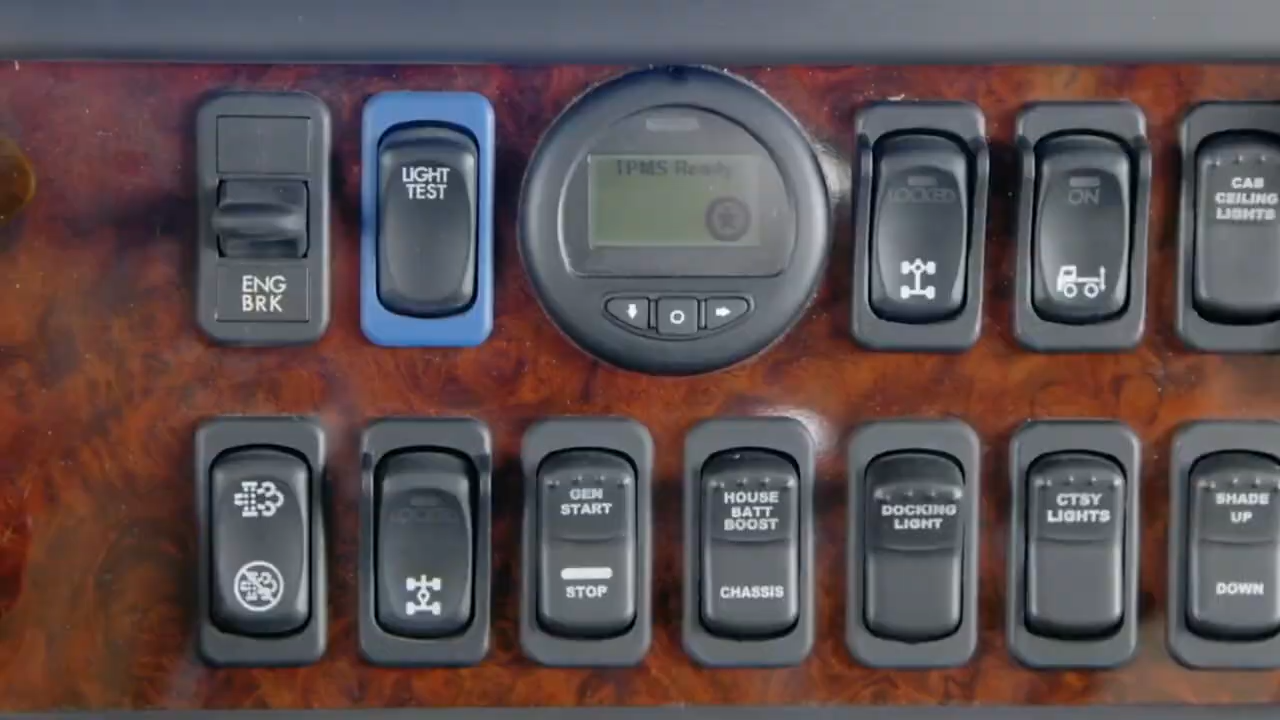 LIGHT
TEST
ENG
BRK
TPMS Ready
LOCKED
ON
CAB
CEILING
LIGHTS
LOCKED
GEN
START
STOP
HOUSE
BATT
BOOST
CHASSIS
DOCKING
LIGHT
CTSY
LIGHTS
SHADE
UP
DOWN